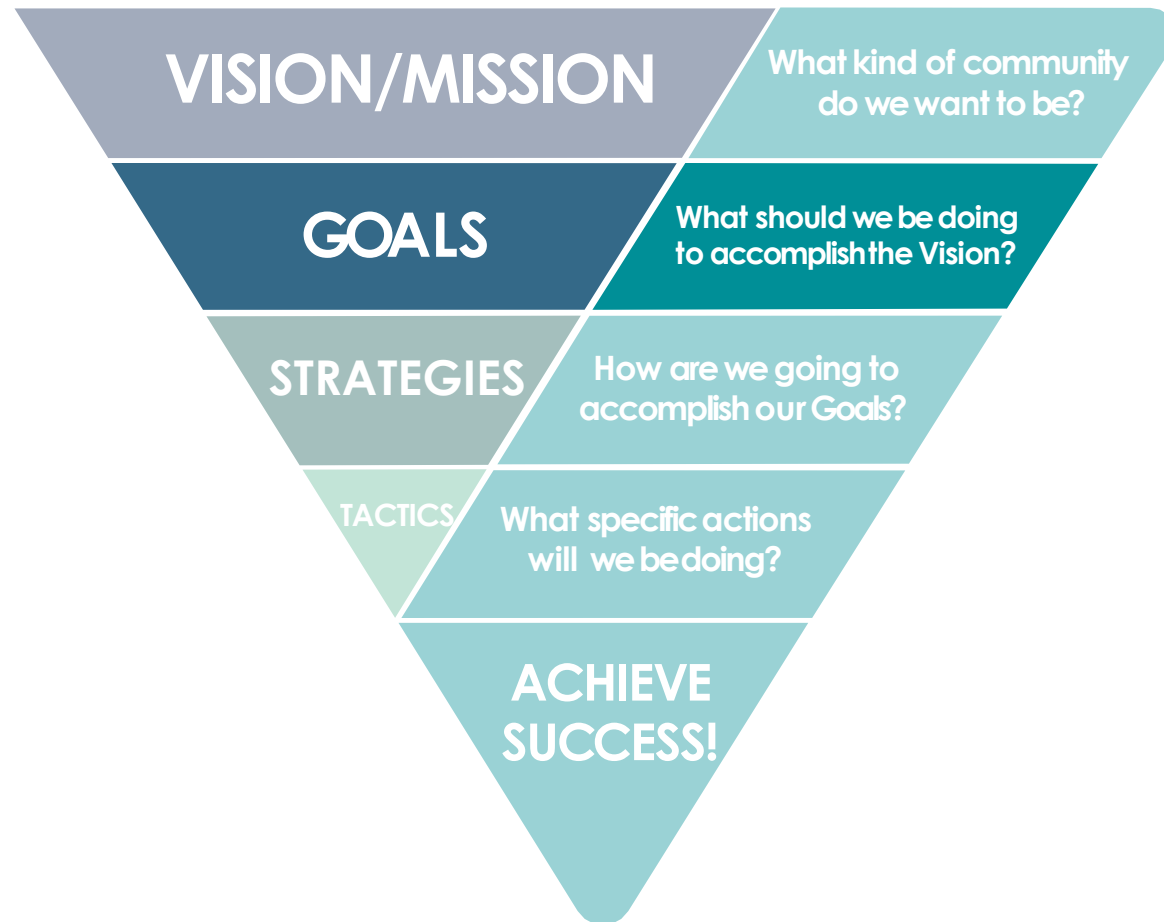 VISION/MISSION
What kind of community
do we want to be?
GOALS
What should we be doing
to accomplish the Vision?
STRATEGIES
How are we going to
accomplish our Goals?
TACTICS
What specific actions
will we be doing?
ACHIEVE
SUCCESS!